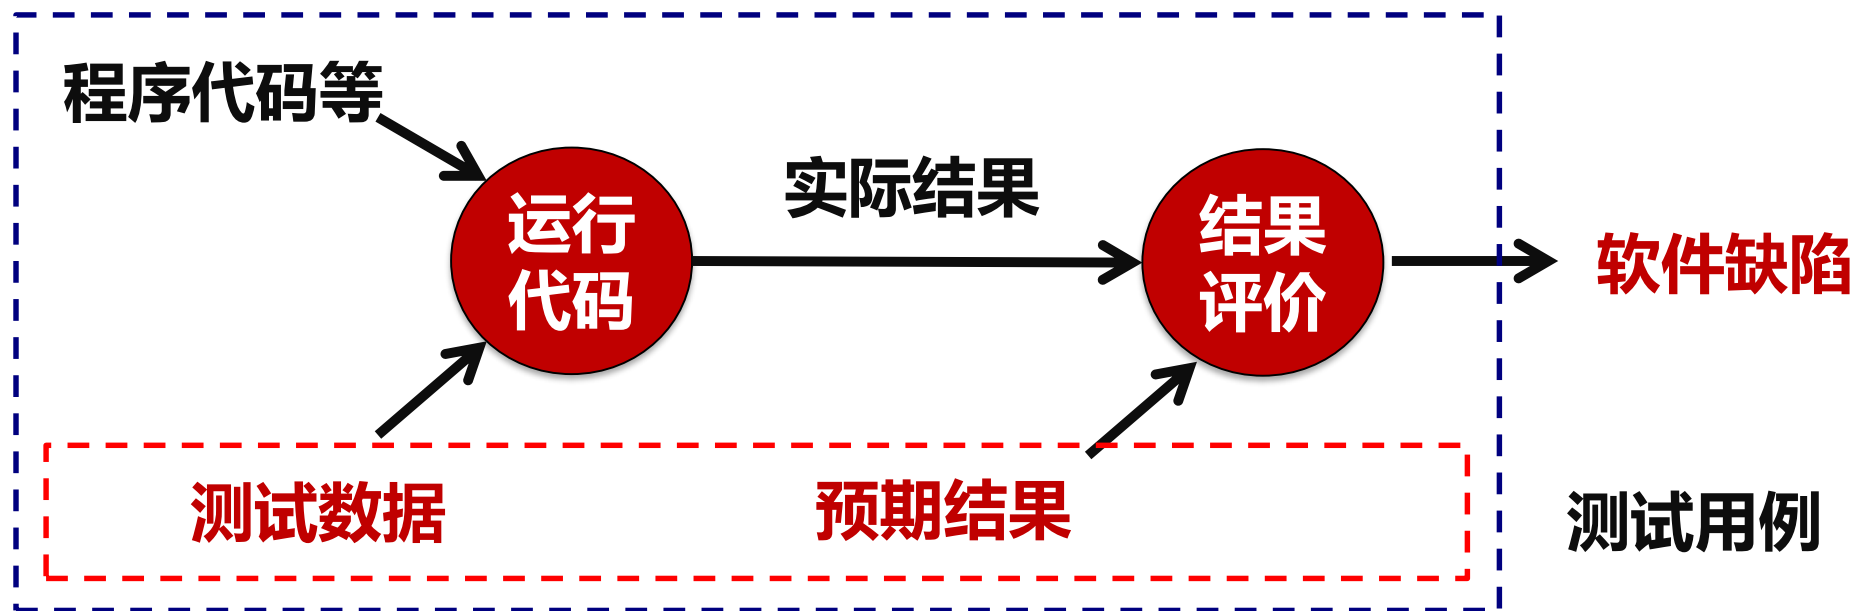 程序代码等
实际结果
运行
代码
结果
评价
软件缺陷
测试数据
预期结果
测试用例